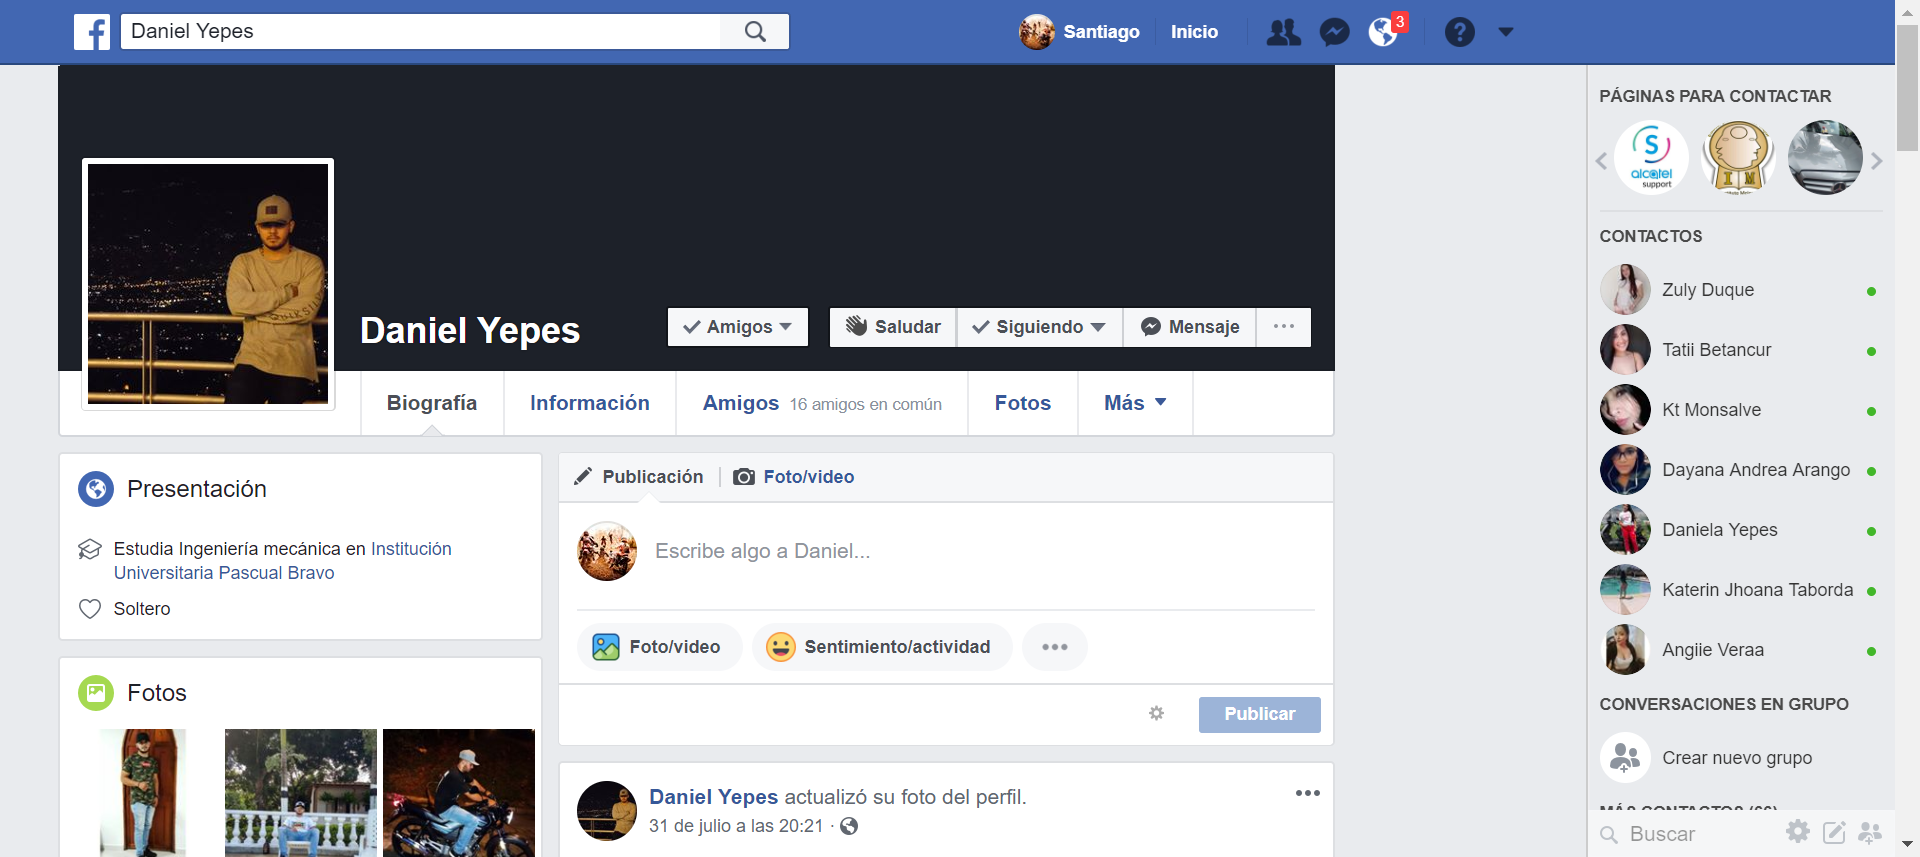 Daniel Yepes
Santiago
Inicio
3
PÁGINAS PARA CONTACTAR
S
alcatel
support
I M
CONTACTOS
Zuly Duque
Tatii Betancur
Kt Monsalve
Dayana Andrea Arango
Daniela Yepes
Katerin Jhoana Taborda
Angiie Veraa
CONVERSACIONES EN GRUPO
Crear nuevo grupo
MÁS CONTACTOS (66)
Buscar
Daniel Yepes
Amigos
Saludar
Siguiendo
Mensaje
Biografía
Información
Amigos 16 amigos en común
Fotos
Más
Presentación
Estudia Ingeniería mecánica en Institución
Universitaria Pascual Bravo
Soltero
Fotos
Publicación
Foto/video
Escribe algo a Daniel...
Foto/video
Sentimiento/actividad
Publicar
Daniel Yepes actualizó su foto del perfil.
31 de julio a las 20:21 ·